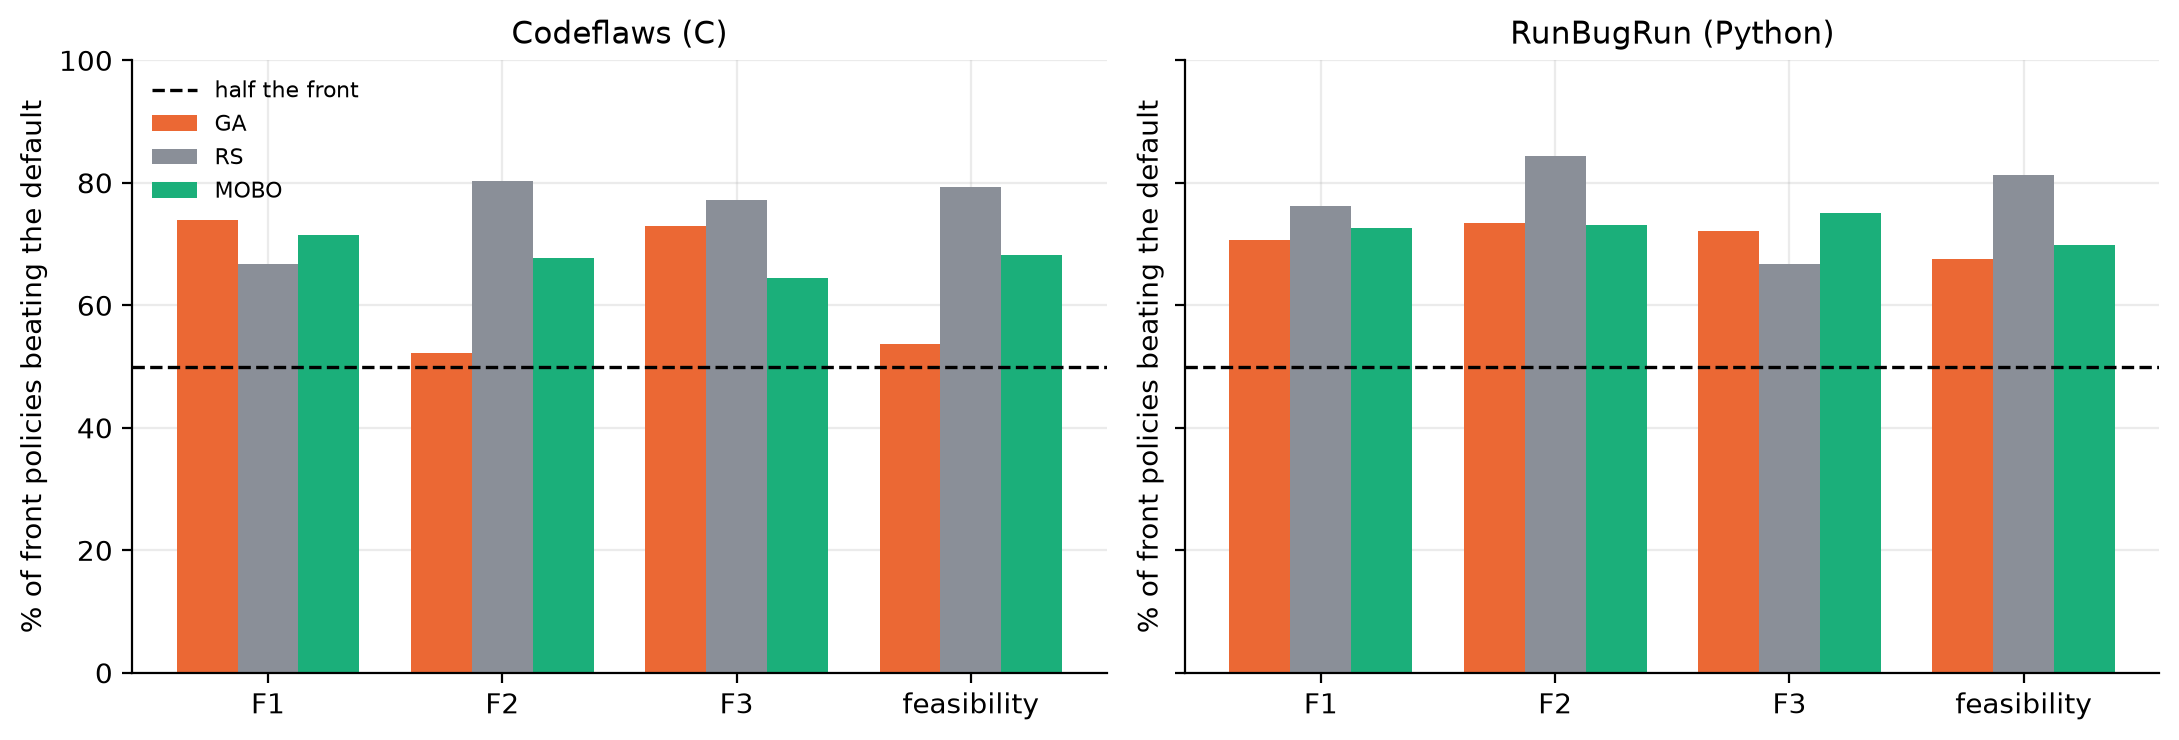 Codeflaws (C)
% of front policies beating the default
100
80
60
40
20
0
half the front
GA
RS
MOBO
F1
F2
F3
feasibility
RunBugRun (Python)
% of front policies beating the default
F1
F2
F3
feasibility